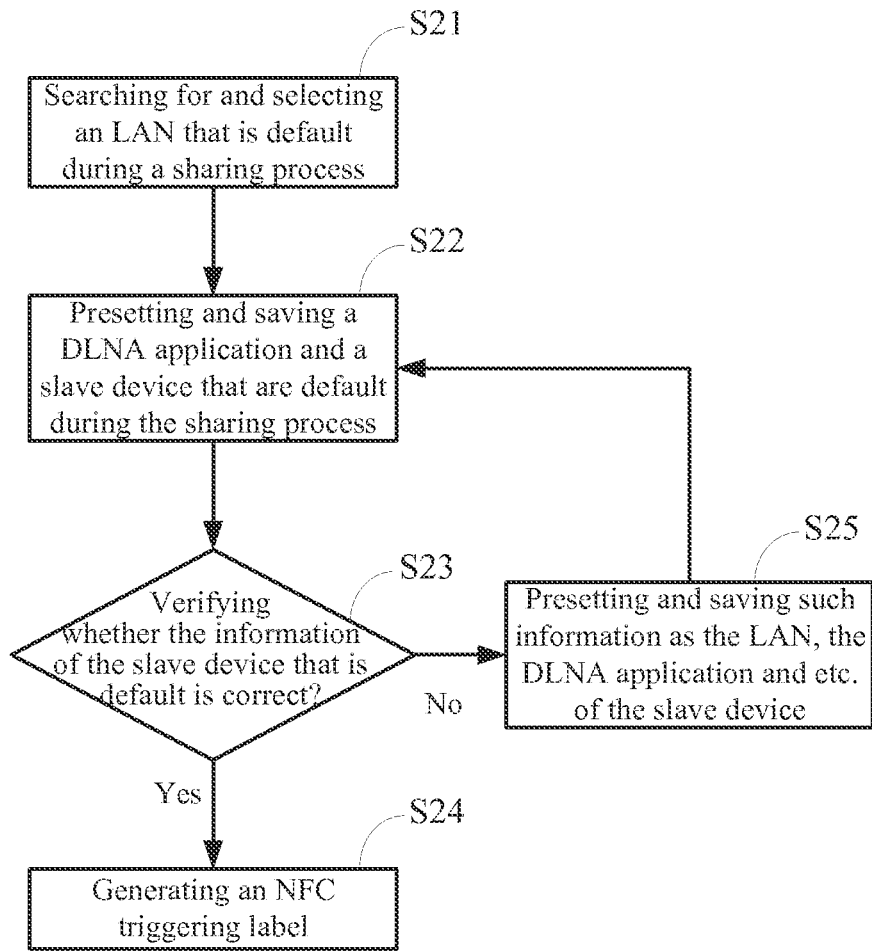 S21
Searching for and selecting
an LAN that is default
during a sharing process
S22
Presetting and saving a
DLNA application and a
slave device that are default
during the sharing process
S23
Verifying
whether the information
of the slave device that is
default is correct?
No
S25
Presetting and saving such
information as the LAN, the
DLNA application and etc.
of the slave device
Yes
S24
Generating an NFC
triggering label